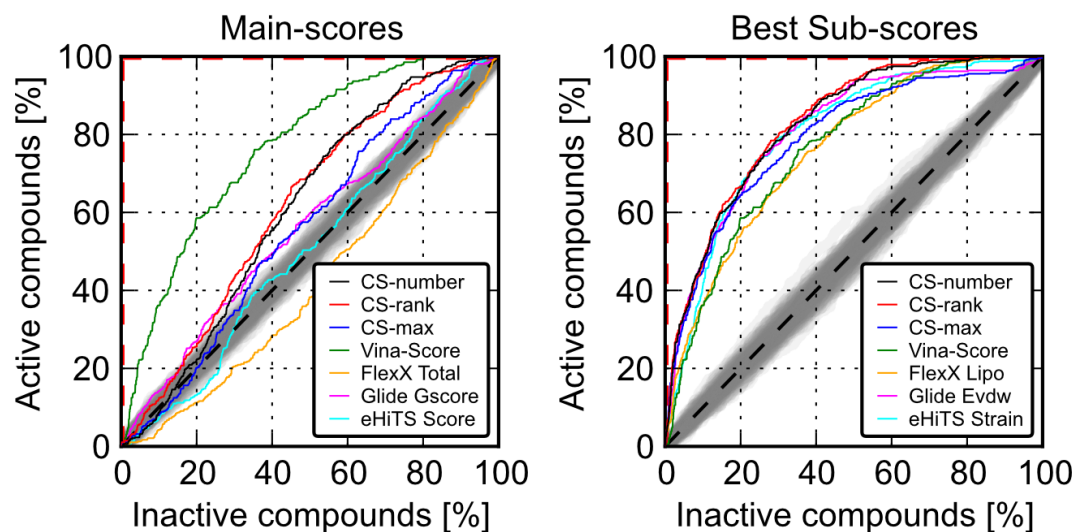 Main-scores
Active compounds [%]
100
80
60
40
20
0
CS-number
CS-rank
CS-max
Vina-Score
FlexX Total
Glide Gscore
eHiTS Score
0 20 40 60 80 100
Inactive compounds [%]
Best Sub-scores
Active compounds [%]
100
80
60
40
20
0
CS-number
CS-rank
CS-max
Vina-Score
FlexX Lipo
Glide Evdw
eHiTS Strain
0 20 40 60 80 100
Inactive compounds [%]